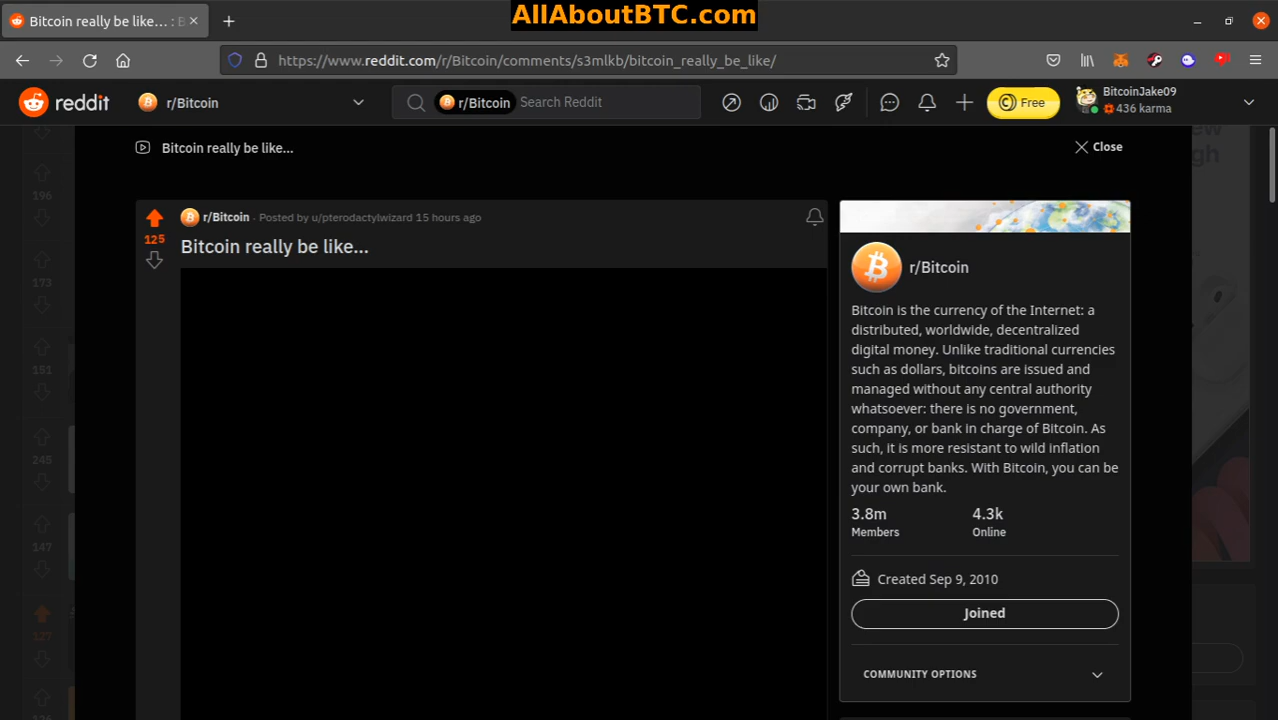 AllAboutBTC.com
Bitcoin really be like... : B
https://www.reddit.com/r/Bitcoin/comments/s3mlkb/bitcoin_really_be_like/
reddit
r/Bitcoin
r/Bitcoin Search Reddit
Free
BitcoinJake09
436 karma
Bitcoin really be like...
Close
196
173
151
245
147
127
r/Bitcoin · Posted by u/pterodactylwizard 15 hours ago
125
Bitcoin really be like...
r/Bitcoin
Bitcoin is the currency of the Internet: a
distributed, worldwide, decentralized
digital money. Unlike traditional currencies
such as dollars, bitcoins are issued and
managed without any central authority
whatsoever: there is no government,
company, or bank in charge of Bitcoin. As
such, it is more resistant to wild inflation
and corrupt banks. With Bitcoin, you can be
your own bank.
3.8m
Members
4.3k
Online
Created Sep 9, 2010
Joined
COMMUNITY OPTIONS